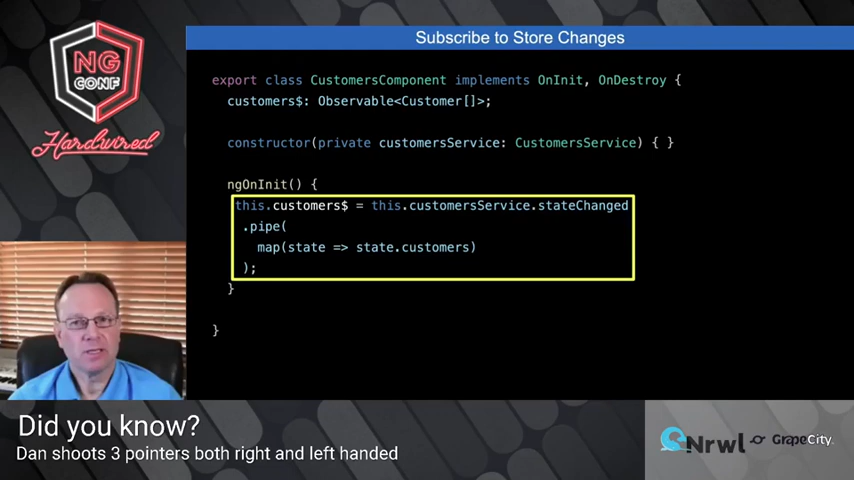 NG
CONF
Hardwired
Subscribe to Store Changes
export class CustomersComponent implements OnInit, OnDestroy {
customers$: Observable<Customer[]>;
constructor(private customersService: CustomersService) { }
ngOnInit() {
this.customers$ = this.customersService.stateChanged
.pipe(
map(state => state.customers)
);
}
}
Did you know?
Dan shoots 3 pointers both right and left handed
Nrwl
GrapeCity